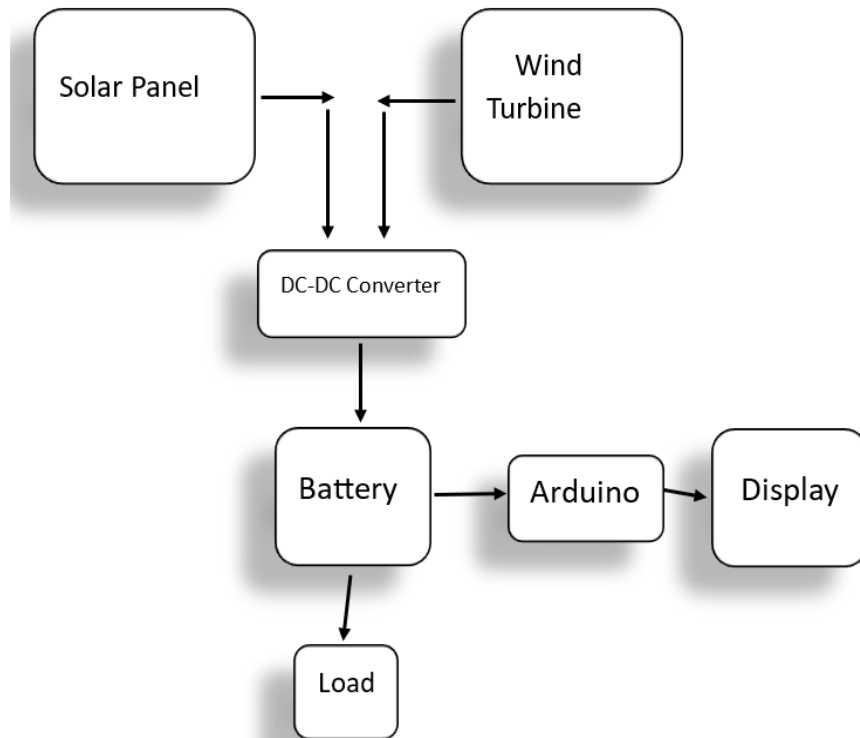 Solar Panel
Wind
Turbine
DC-DC Converter
Battery
Arduino
Display
Load